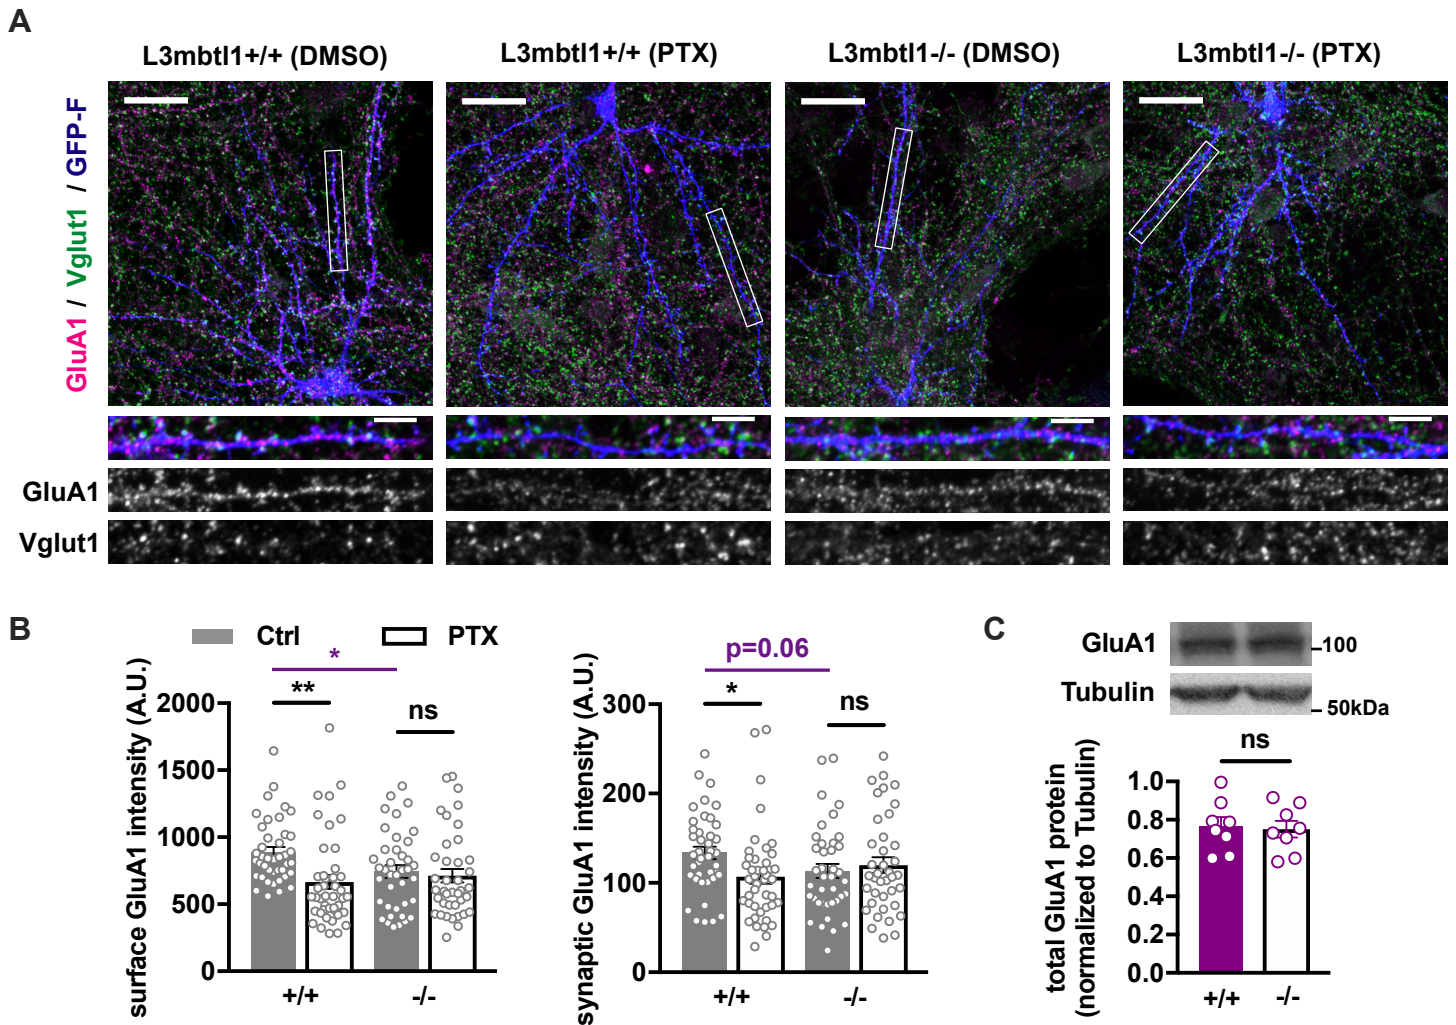 A
L3mbtl1+/+ (DMSO)
L3mbtl1+/+ (PTX)
L3mbtl1-/- (DMSO)
L3mbtl1-/- (PTX)
GluA1 / Vglut1 / GFP-F
GluA1
Vglut1
B
Ctrl
PTX
surface GluA1 intensity (A.U.)
2000
1500
1000
500
0
*
**
ns
+/+
-/-
synaptic GluA1 intensity (A.U.)
300
200
100
0
p=0.06
*
ns
+/+
-/-
C
GluA1
100
Tubulin
50kDa
total GluA1 protein
(normalized to Tubulin)
1.0
0.8
0.6
0.4
0.2
0.0
ns
+/+
-/-